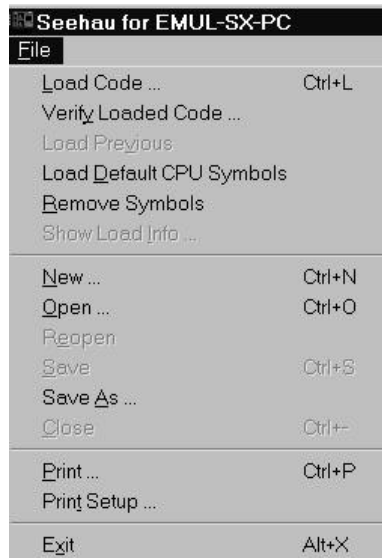 Seehau for EMUL-SX-PC
File
Load Code ... Ctrl+L
Verify Loaded Code ...
Load Previous
Load Default CPU Symbols
Remove Symbols
Show Load Info ...
New ... Ctrl+N
Open ... Ctrl+O
Reopen
Save Ctrl+S
Save As ...
Close Ctrl+-
Print ... Ctrl+P
Print Setup ...
Exit Alt+X